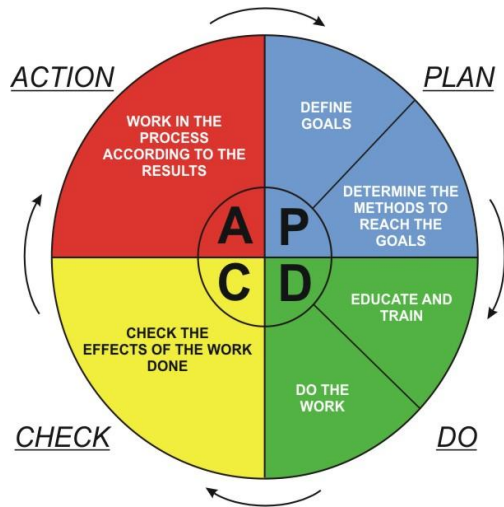 ACTION
PLAN
DEFINE
GOALS
WORK IN THE
PROCESS
ACCORDING TO THE
RESULTS
DETERMINE THE
METHODS TO
REACH THE
GOALS
A P
C D
EDUCATE AND
TRAIN
CHECK THE
EFFECTS OF THE WORK
DONE
DO THE
WORK
CHECK
DO